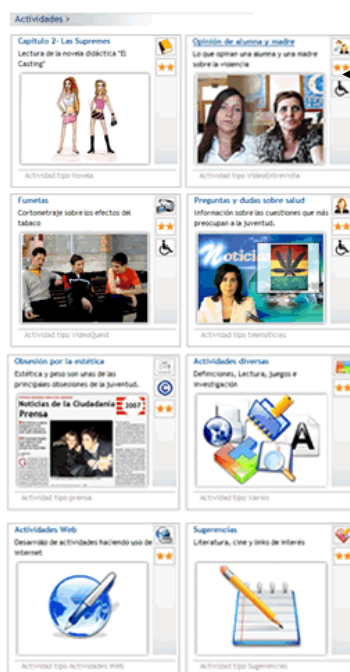 Actividades >
Capítulo 2- Las Supremes
Lectura de la novela didáctica "El
Casting"
Actividad tipo Novela
Opinión de alumna y madre
Lo que opinan una alumna y una madre
sobre la violencia
Actividad tipo VideoEntrevista
Fumetas
Cortometraje sobre los efectos del
tabaco
Actividad tipo VideoQuest
Preguntas y dudas sobre salud
Información sobre las cuestiones que más
preocupan a la juventud.
Notici
Actividad tipo telenoticias
Obsesión por la estética
Estética y peso son unas de las
principales obsesiones de la juventud.
Noticias de la Ciudadanía
2007
Prensa
©
Actividad tipo prensa
Actividades diversas
Definiciones, Lectura, juegos e
investigación
A
Actividad tipo Varios
Actividades Web
Desarrollo de actividades haciendo uso de
internet
Actividad tipo Actividades Web
Sugerencias
Literatura, cine y links de interés
Actividad tipo Sugerencias